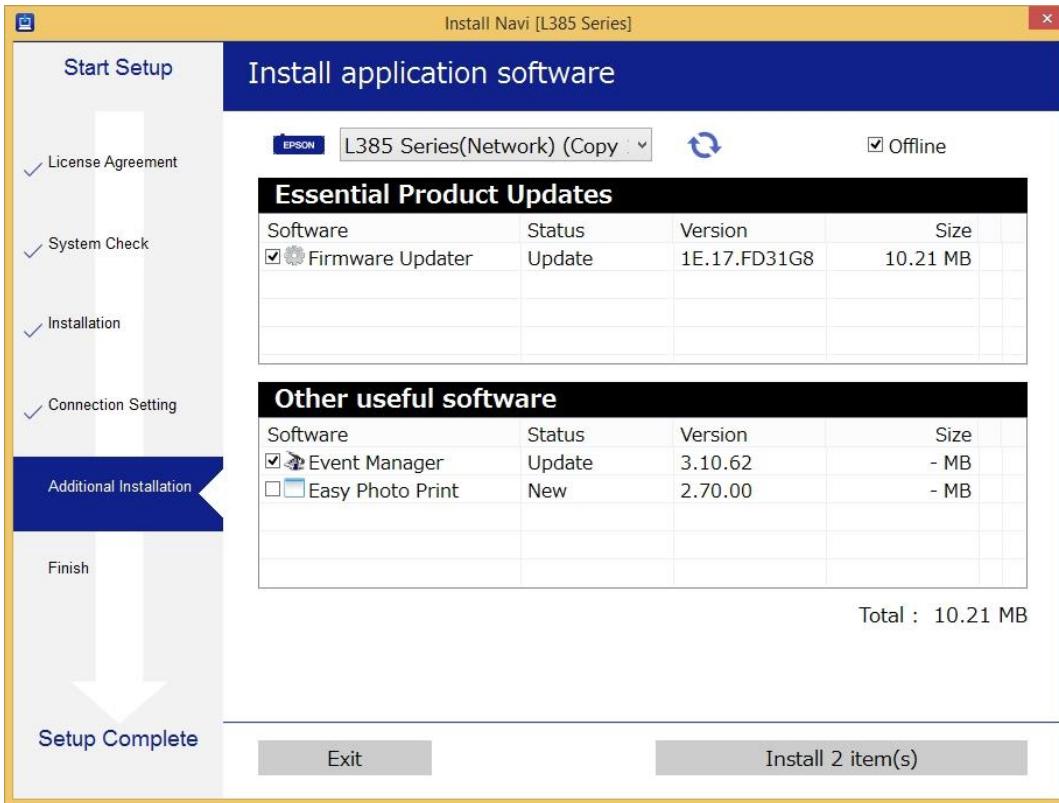 Install Navi [L385 Series]
Start Setup
License Agreement
System Check
Installation
Connection Setting
Additional Installation
Finish
Setup Complete
Install application software
EPSON L385 Series(Network) (Copy Offline
Essential Product Updates
Software Status Version Size
Firmware Updater Update 1E.17.FD31G8 10.21 MB
Other useful software
Software Status Version Size
Event Manager Update 3.10.62 - MB
Easy Photo Print New 2.70.00 - MB
Total : 10.21 MB
Exit Install 2 item(s)